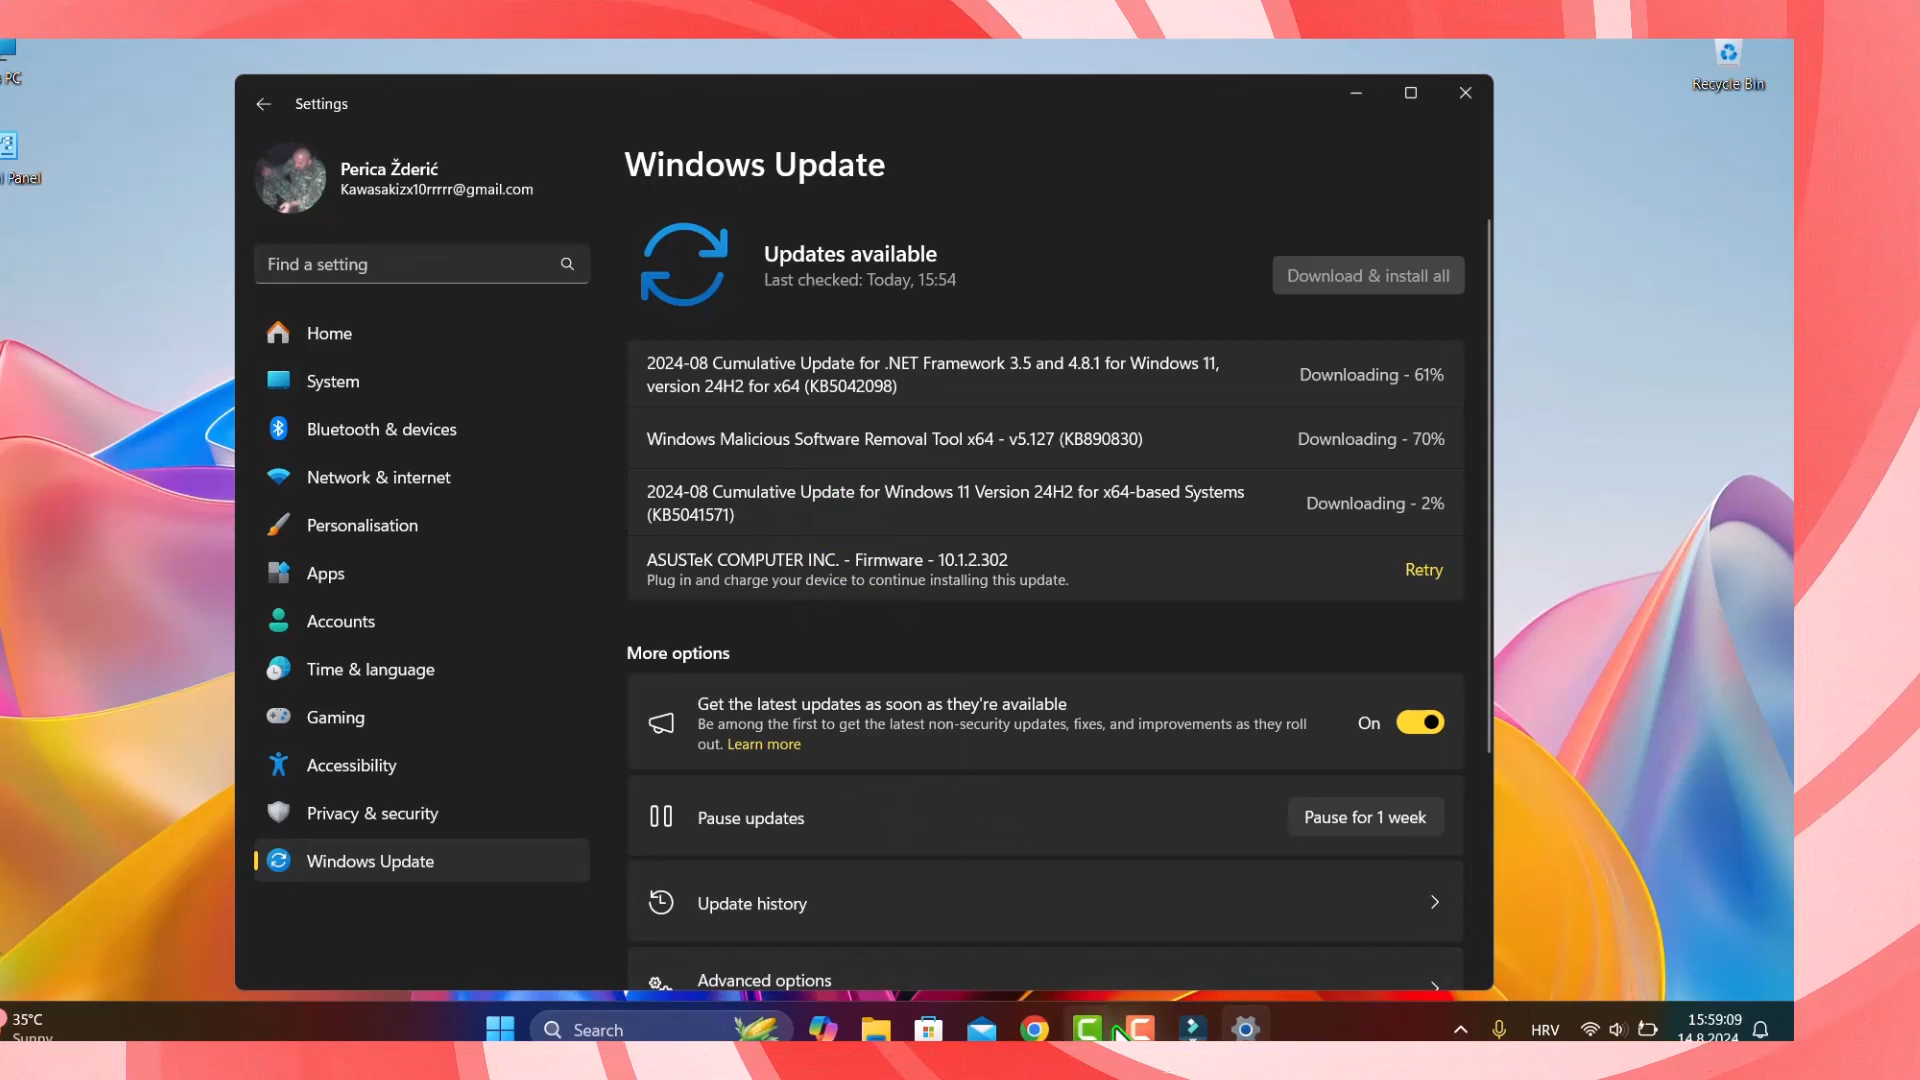 PC
Panel
Recycle Bin
Settings
Perica Žderić
Kawasakizx10rrrrr@gmail.com
Find a setting
Home
System
Bluetooth & devices
Network & internet
Personalisation
Apps
Accounts
Time & language
Gaming
Accessibility
Privacy & security
Windows Update
Windows Update
Updates available
Last checked: Today, 15:54
Download & install all
2024-08 Cumulative Update for .NET Framework 3.5 and 4.8.1 for Windows 11,
version 24H2 for x64 (KB5042098)
Downloading - 61%
Windows Malicious Software Removal Tool x64 - v5.127 (KB890830)
Downloading - 70%
2024-08 Cumulative Update for Windows 11 Version 24H2 for x64-based Systems
(KB5041571)
Downloading - 2%
ASUSTeK COMPUTER INC. - Firmware - 10.1.2.302
Plug in and charge your device to continue installing this update.
Retry
More options
Get the latest updates as soon as they're available
Be among the first to get the latest non-security updates, fixes, and improvements as they roll
out. Learn more
On
Pause updates
Pause for 1 week
Update history
Advanced options
35°C
Sunny
Search
HRV
15:59:09
14.8.2024